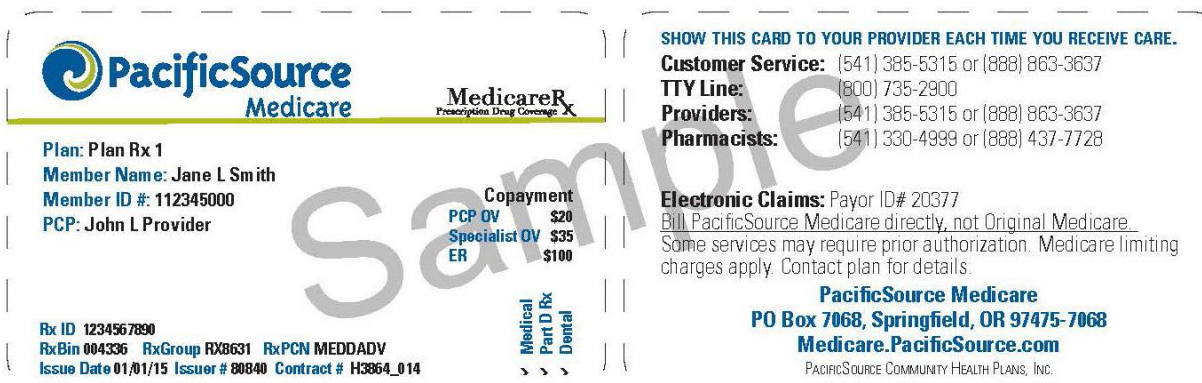 PacificSource
Medicare
MedicareRx
Prescription Drug Coverage
Plan: Plan Rx 1
Member Name: Jane L Smith
Member ID #: 112345000
PCP: John L Provider
Copayment
PCP OV $20
Specialist OV $35
ER $100
Medical
Part D Rx
Dental
Rx ID 1234567890
RxBin 004336 RxGroup RX8631 RxPCN MEDDADV
Issue Date 01/01/15 Issuer # 80840 Contract # H3864_014
Sample
SHOW THIS CARD TO YOUR PROVIDER EACH TIME YOU RECEIVE CARE.
Customer Service: (541) 385-5315 or (888) 863-3637
TTY Line: (800) 735-2900
Providers: (541) 385-5315 or (888) 863-3637
Pharmacists: (541) 330-4999 or (888) 437-7728
Electronic Claims: Payor ID# 20377
Bill PacificSource Medicare directly, not Original Medicare.
Some services may require prior authorization. Medicare limiting
charges apply. Contact plan for details.
PacificSource Medicare
PO Box 7068, Springfield, OR 97475-7068
Medicare.PacificSource.com
PACIFICSOURCE COMMUNITY HEALTH PLANS, INC.